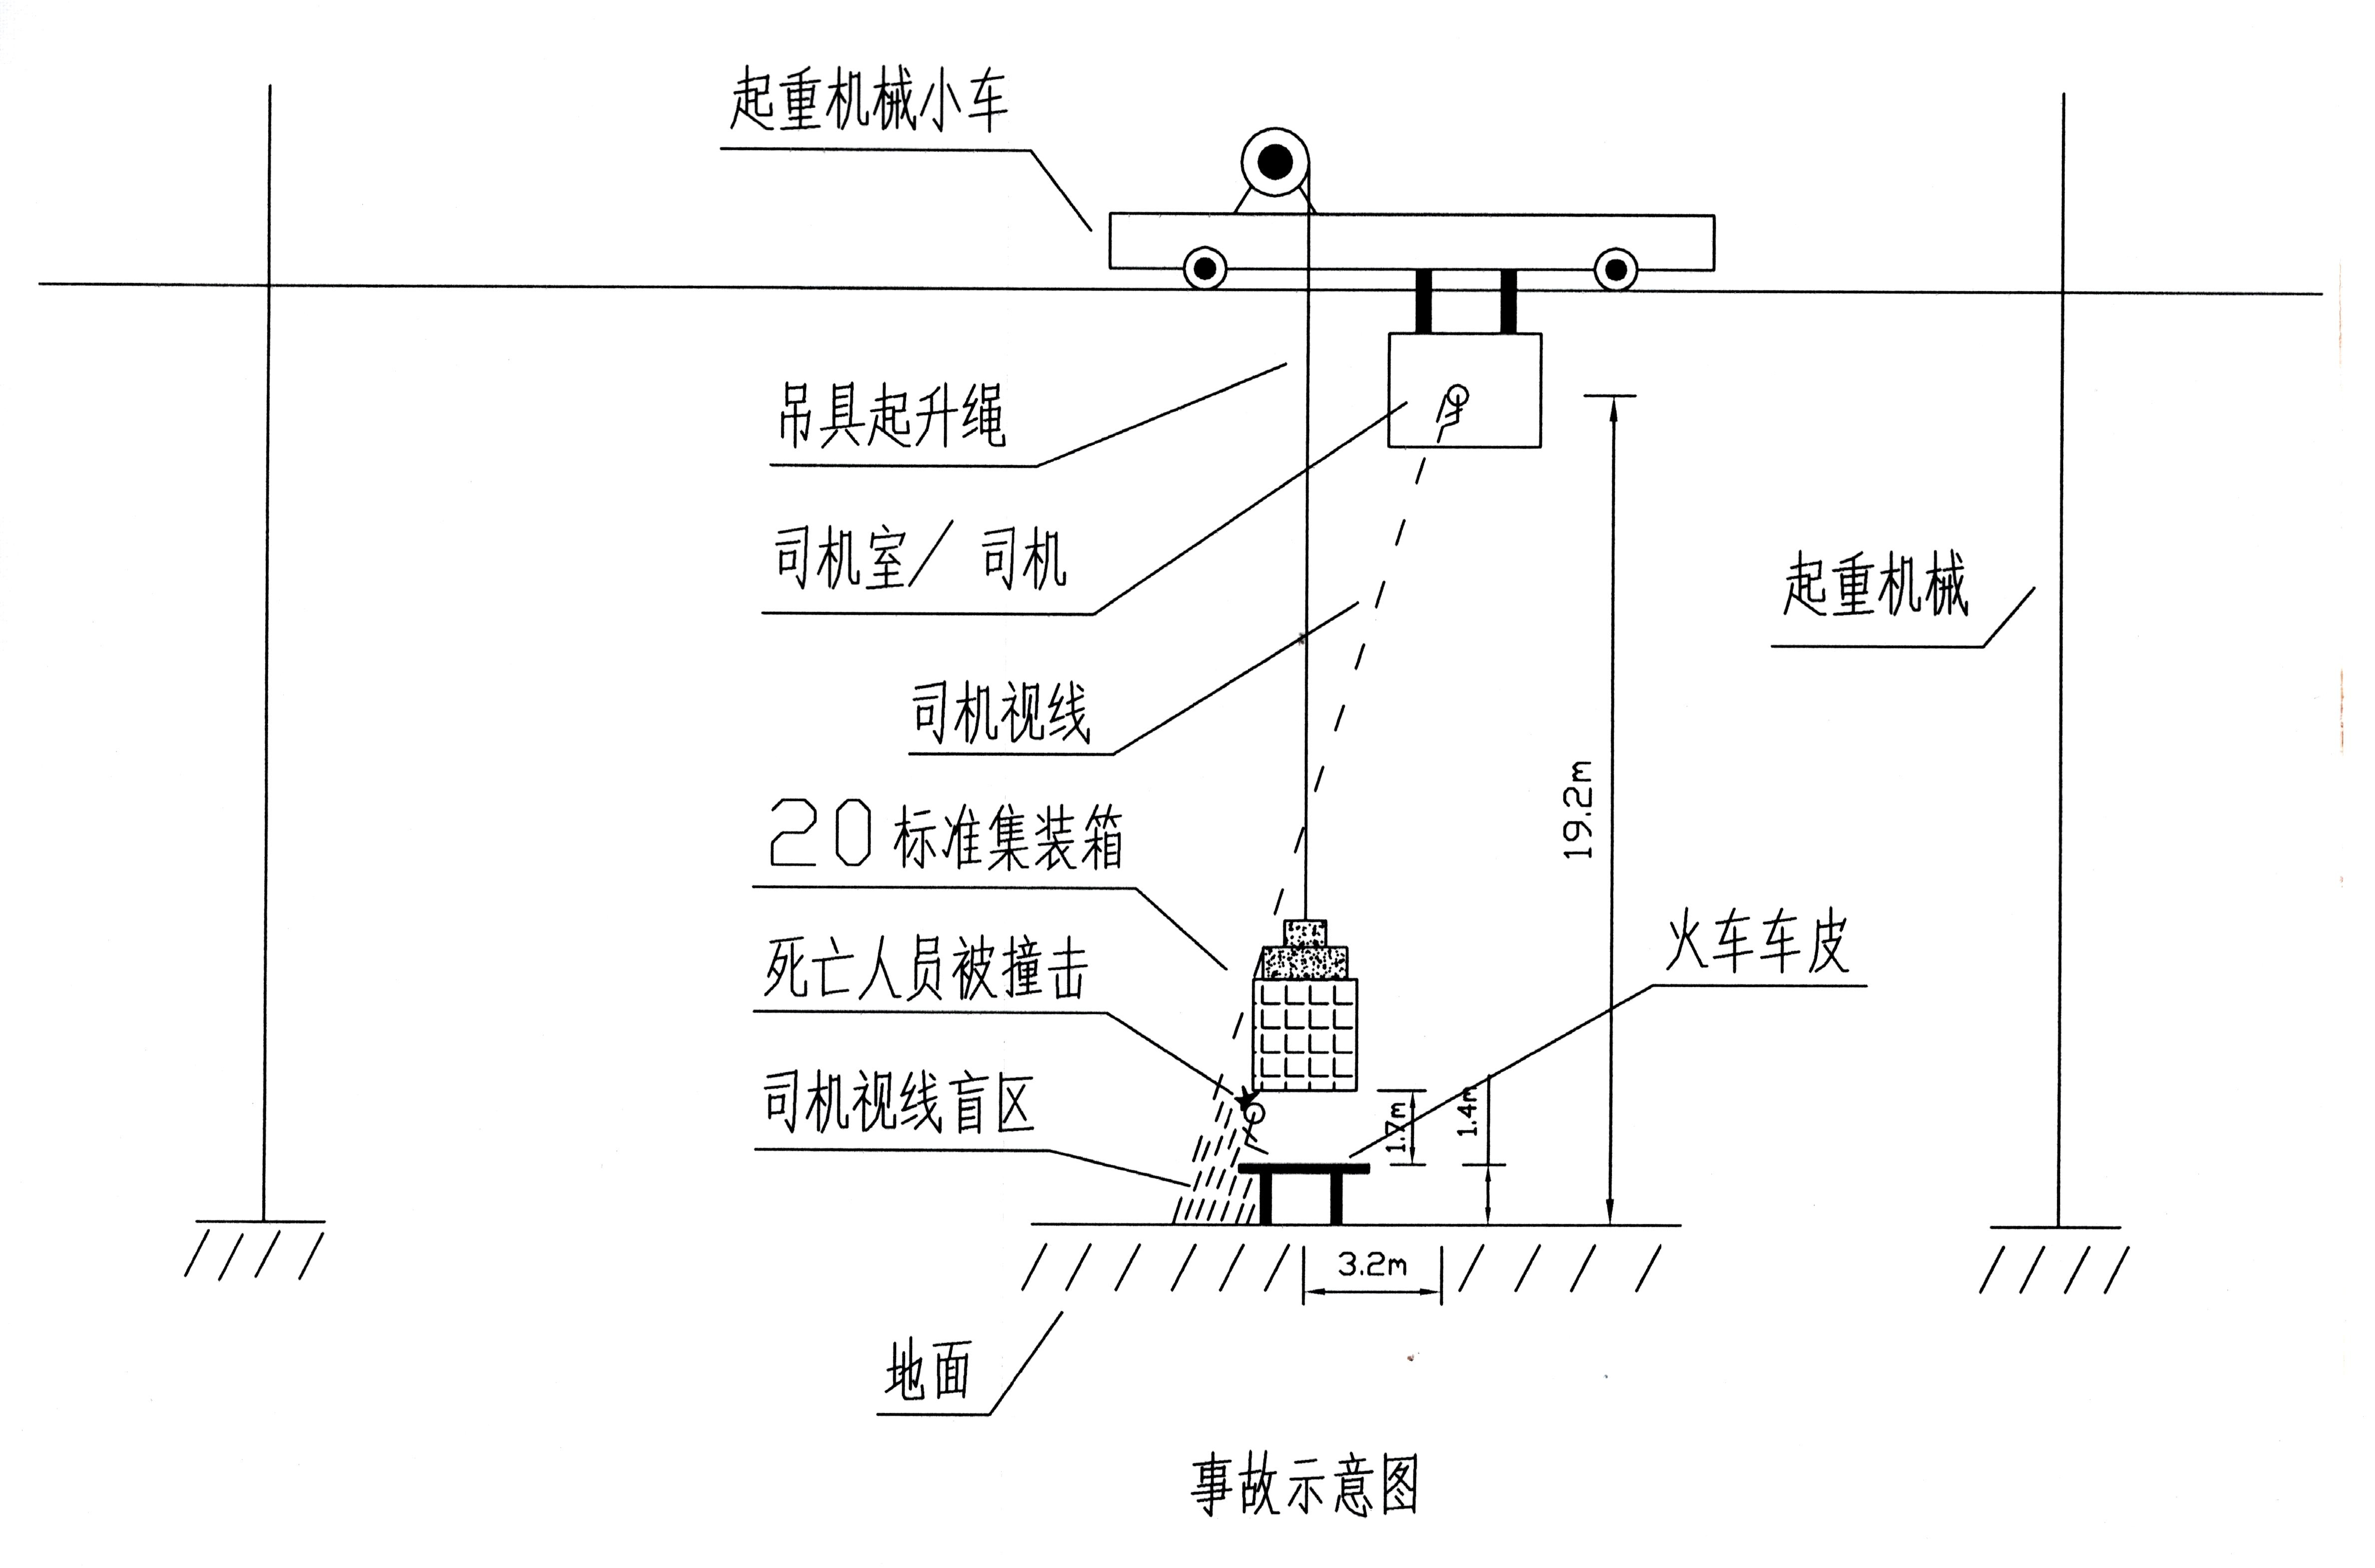 起重机械小车
吊具起升绳
司机室/ 司机
起重机械
司机视线
19.2m
20 标准集装箱
火车车皮
死亡人员被撞击
1.7m
1.4m
司机视线盲区
3.2m
地面
事故示意图